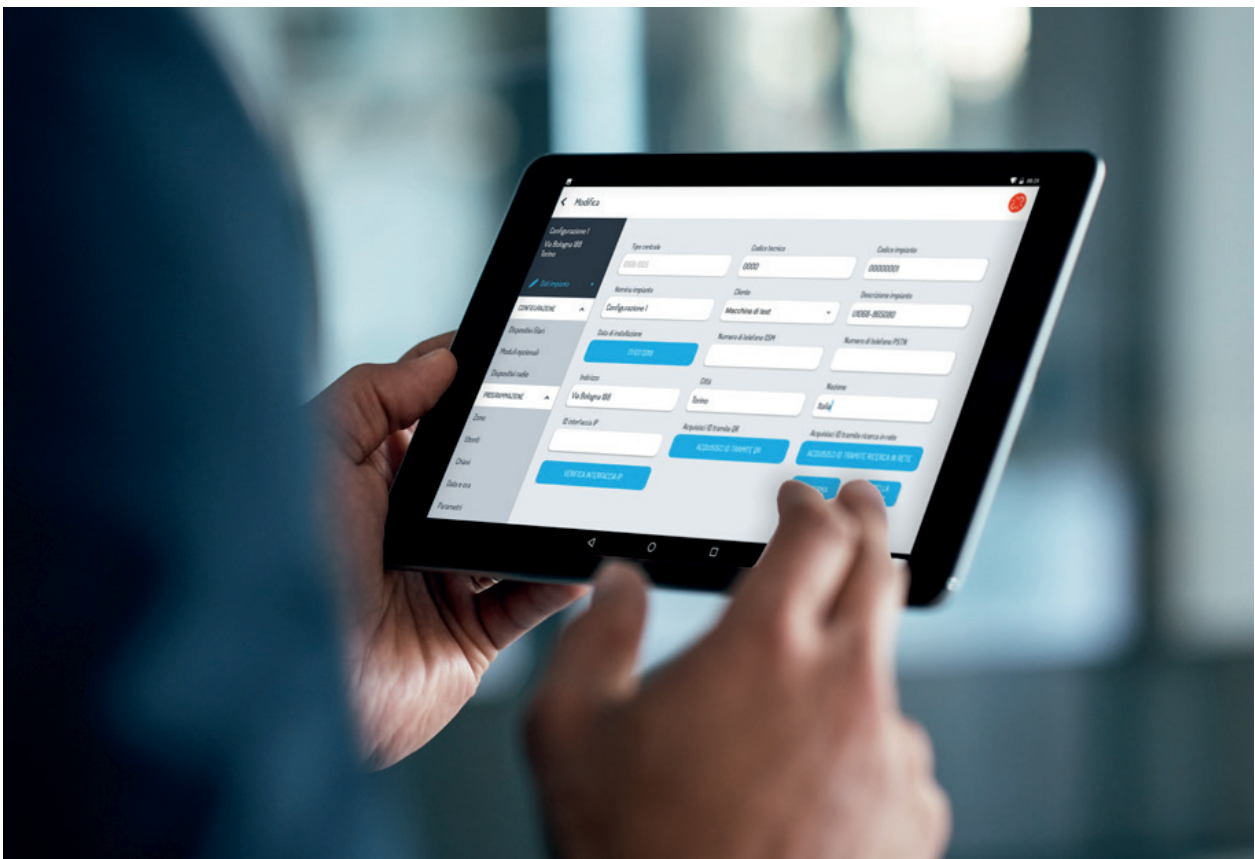 Modifica
Configurazione 1
Via Bologna 188
Torino
Dati impianto
CONFIGURAZIONE
Dispositivi filari
Moduli opzionali
Dispositivi radio
PROGRAMMAZIONE
Zone
Utenti
Chiavi
Data e ora
Parametri
Tipo centrale
Codice tecnico
Codice impianto
0000
00000001
Nomina impianto
Cliente
Descrizione impianto
Configurazione 1
Macchina di test
Data di installazione
Numero di telefono GSM
Numero di telefono PSTN
Indirizzo
Città
Nazione
Via Bologna 188
Torino
Italia
ID interfaccia IP
Acquisisci ID tramite QR
Acquisisci ID tramite ricerca in rete
ACQUISISCI ID TRAMITE QR
ACQUISISCI ID TRAMITE RICERCA IN RETE
VERIFICA INTERFACCIA IP